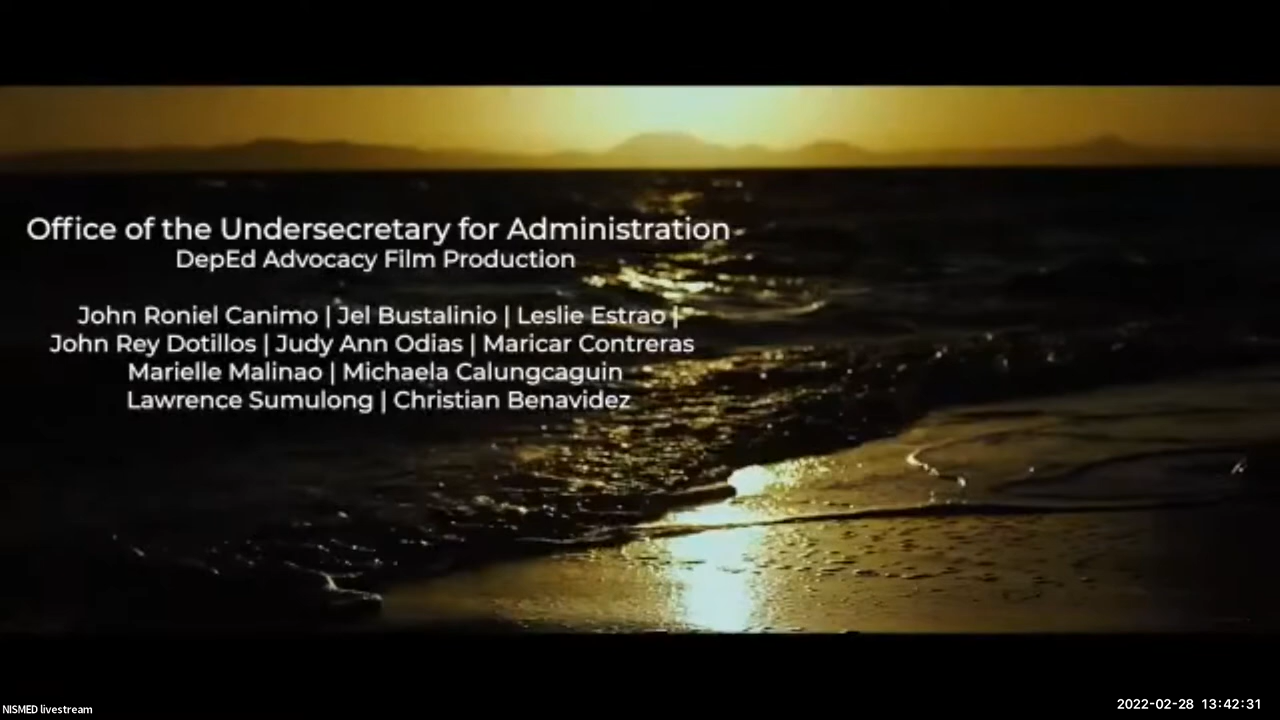 Office of the Undersecretary for Administration
DepEd Advocacy Film Production
John Roniel Canimo | Jel Bustalinio | Leslie Estrao |
John Rey Dotillos | Judy Ann Odias | Maricar Contreras
Marielle Malinao | Michaela Calungcaguin
Lawrence Sumulong | Christian Benavidez
NISMED livestream
2022-02-28 13:42:31